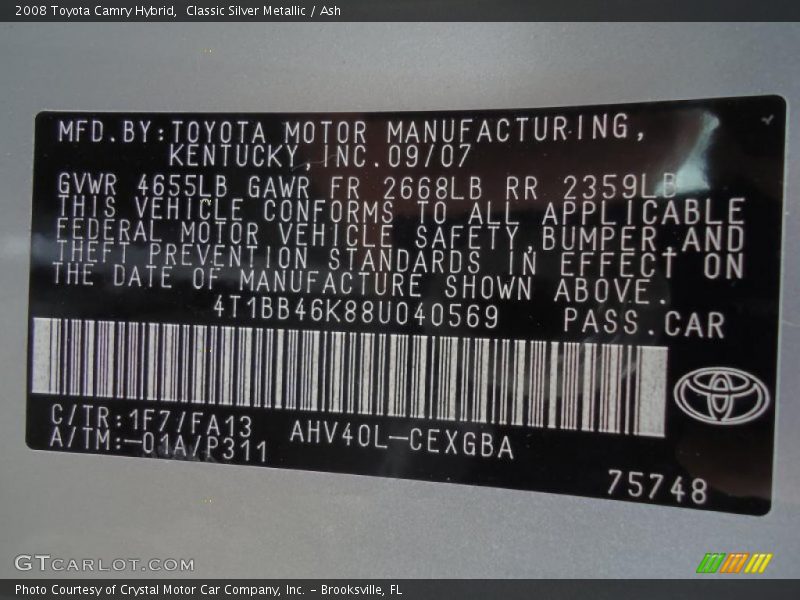 2008 Toyota Camry Hybrid,  Classic Silver Metallic / Ash
MFD.BY:TOYOTA MOTOR MANUFACTURING,
KENTUCKY,INC.09/07
GVWR 4655LB GAWR FR 2668LB RR 2359LB
THIS VEHICLE CONFORMS TO ALL APPLICABLE
FEDERAL MOTOR VEHICLE SAFETY,BUMPER,AND
THEFT PREVENTION STANDARDS IN EFFECT ON
THE DATE OF MANUFACTURE SHOWN ABOVE.
4T1BB46K88U040569 PASS.CAR
C/TR:1F7/FA13
A/TM:-01A/P311
AHV40L-CEXGBA
75748
GTCARLOT.COM
Photo Courtesy of Crystal Motor Car Company, Inc. – Brooksville, FL